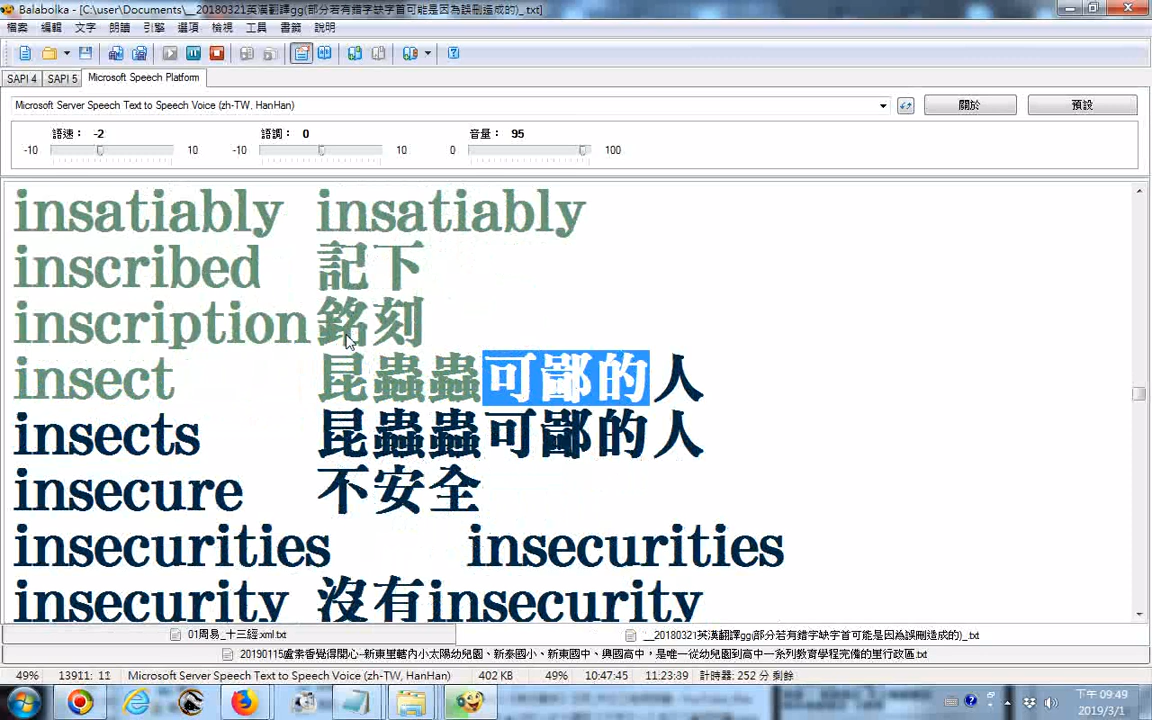 Balabolka - [C:\user\Documents\__20180321英漢翻譯gg(部分若有錯字缺字首可能是因為誤刪造成的)_.txt]
檔案 編輯 文字 朗讀 引擎 選項 檢視 工具 書籤 說明
SAPI 4 SAPI 5 Microsoft Speech Platform
Microsoft Server Speech Text to Speech Voice (zh-TW, HanHan) 關於 預設
語速： -2 語調： 0 音量： 95
-10 10 -10 10 0 100
insatiably insatiably
inscribed 記下
inscription 銘刻
insect 昆蟲蟲可鄙的人
insects 昆蟲蟲可鄙的人
insecure 不安全
insecurities insecurities
insecurity 沒有insecurity
01周易_十三經.xml.txt __20180321英漢翻譯gg(部分若有錯字缺字首可能是因為誤刪造成的)_.txt
20190115盧素香覺得開心-新東里轄內小太陽幼兒園、新泰國小、新東國中、興國高中，是唯一從幼兒園到高中一系列教育學程完備的里行政區.txt
49% 13911: 11 Microsoft Server Speech Text to Speech Voice (zh-TW, HanHan) 402 KB 49% 10:47:45 11:23:39 計時器: 252 分 剩餘
下午 09:49
2019/3/1